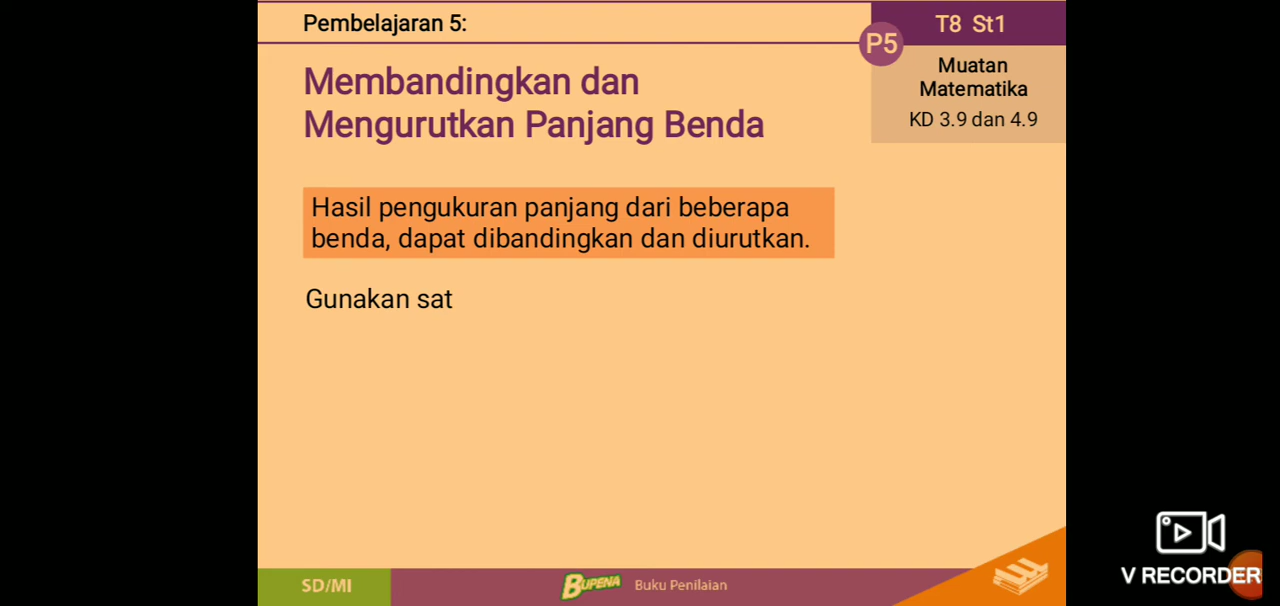 Pembelajaran 5:
T8 St1
P5
Muatan
Matematika
KD 3.9 dan 4.9
Membandingkan dan
Mengurutkan Panjang Benda
Hasil pengukuran panjang dari beberapa
benda, dapat dibandingkan dan diurutkan.
Gunakan sat
SD/MI
BUPENA Buku Penilaian
V RECORDER